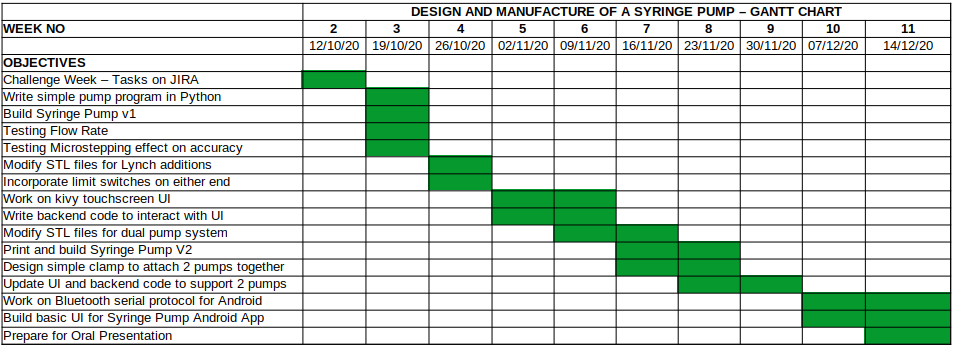 DESIGN AND MANUFACTURE OF A SYRINGE PUMP – GANTT CHART
WEEK NO 2 3 4 5 6 7 8 9 10 11
12/10/20 19/10/20 26/10/20 02/11/20 09/11/20 16/11/20 23/11/20 30/11/20 07/12/20 14/12/20
OBJECTIVES
Challenge Week – Tasks on JIRA
Write simple pump program in Python
Build Syringe Pump v1
Testing Flow Rate
Testing Microstepping effect on accuracy
Modify STL files for Lynch additions
Incorporate limit switches on either end
Work on kivy touchscreen UI
Write backend code to interact with UI
Modify STL files for dual pump system
Print and build Syringe Pump V2
Design simple clamp to attach 2 pumps together
Update UI and backend code to support 2 pumps
Work on Bluetooth serial protocol for Android
Build basic UI for Syringe Pump Android App
Prepare for Oral Presentation